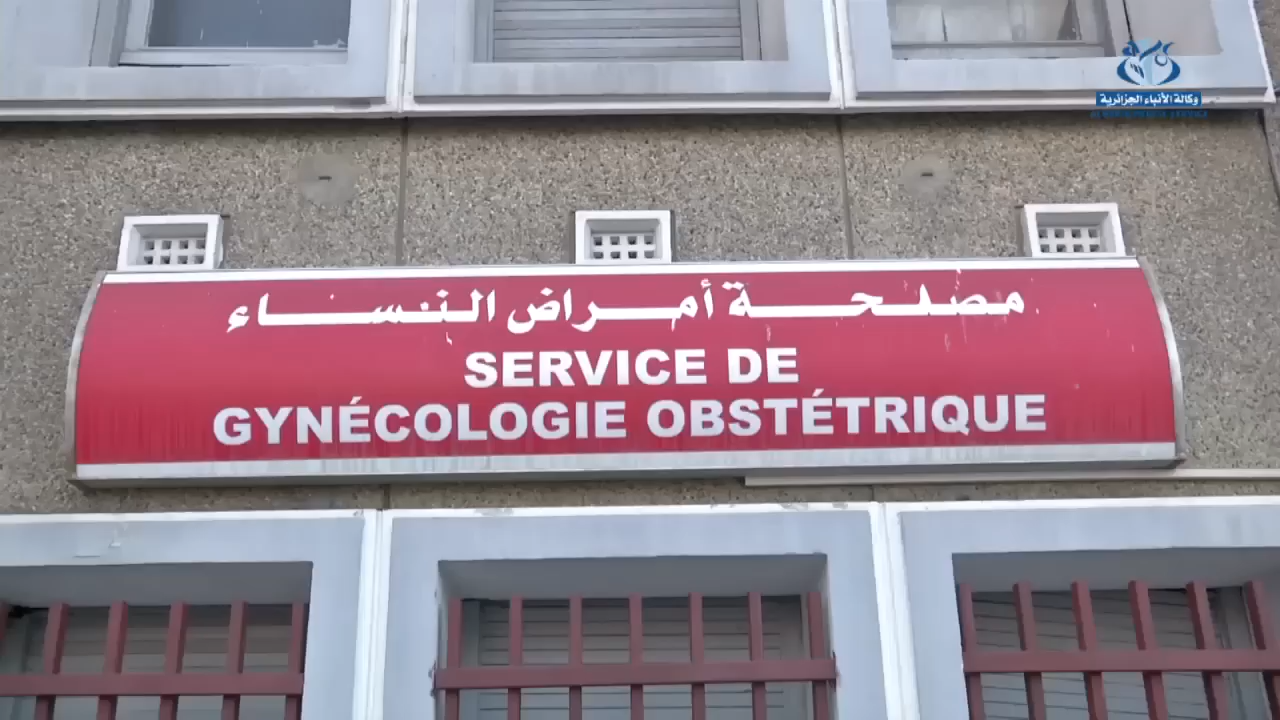 وكالة الأنباء الجزائرية
مصلحة أمراض النساء
SERVICE DE
GYNÉCOLOGIE OBSTÉTRIQUE